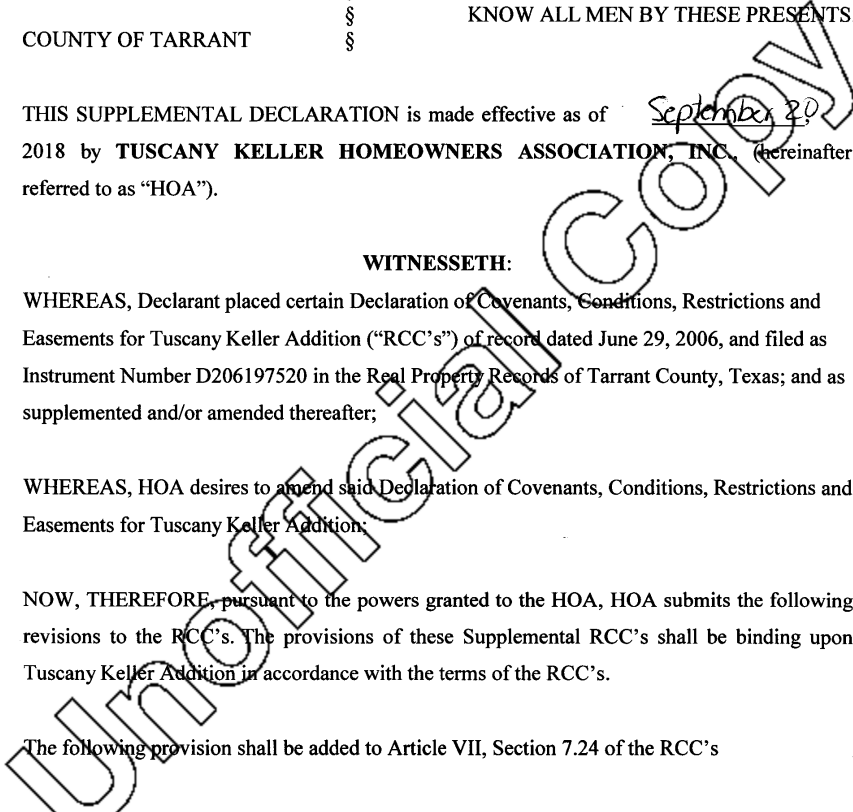 § KNOW ALL MEN BY THESE PRESENTS
COUNTY OF TARRANT §
THIS SUPPLEMENTAL DECLARATION is made effective as of September 20,
2018 by TUSCANY KELLER HOMEOWNERS ASSOCIATION, INC., (hereinafter
referred to as “HOA”).
WITNESSETH:
WHEREAS, Declarant placed certain Declaration of Covenants, Conditions, Restrictions and
Easements for Tuscany Keller Addition (“RCC’s”) of record dated June 29, 2006, and filed as
Instrument Number D206197520 in the Real Property Records of Tarrant County, Texas; and as
supplemented and/or amended thereafter;
WHEREAS, HOA desires to amend said Declaration of Covenants, Conditions, Restrictions and
Easements for Tuscany Keller Addition;
NOW, THEREFORE, pursuant to the powers granted to the HOA, HOA submits the following
revisions to the RCC’s. The provisions of these Supplemental RCC’s shall be binding upon
Tuscany Keller Addition in accordance with the terms of the RCC’s.
The following provision shall be added to Article VII, Section 7.24 of the RCC’s
Unofficial Copy